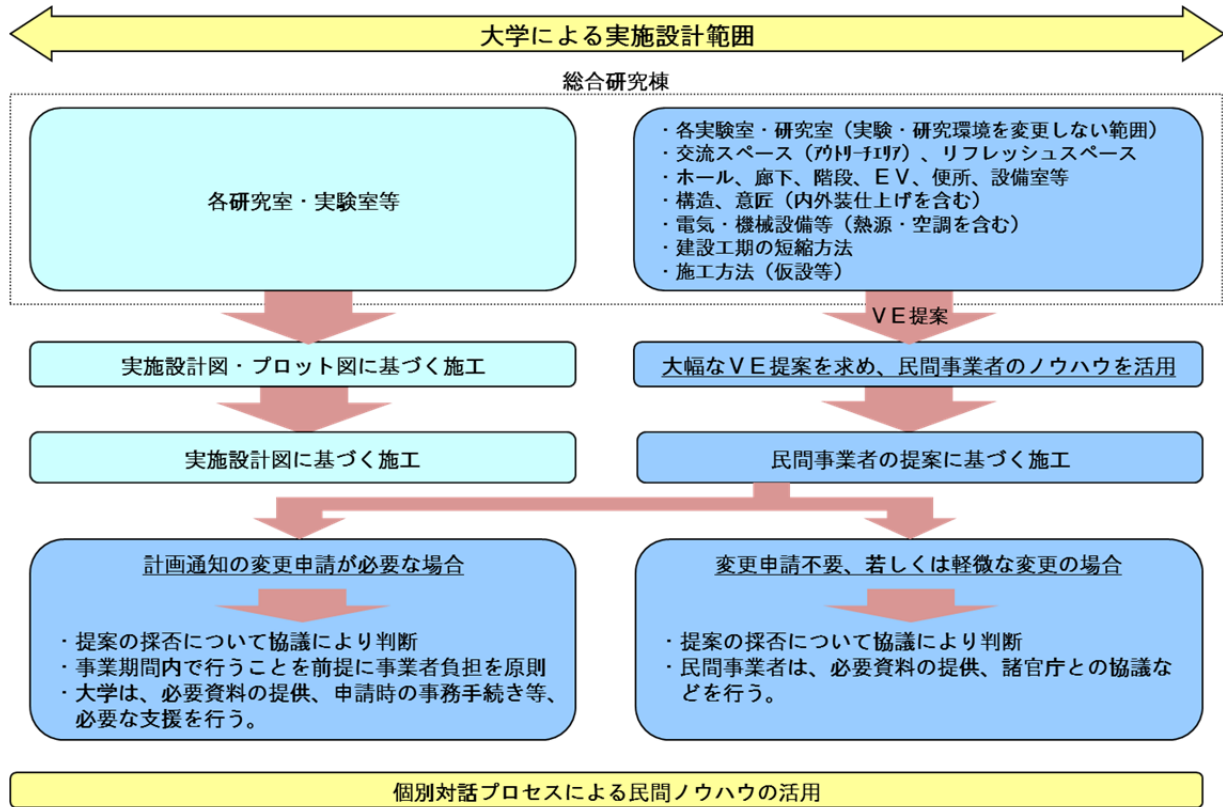 大学による実施設計範囲
総合研究棟
各研究室・実験室等
・各実験室・研究室（実験・研究環境を変更しない範囲）
・交流スペース（ｱｳﾄﾘｰﾁｴﾘｱ）、リフレッシュスペース
・ホール、廊下、階段、ＥＶ、便所、設備室等
・構造、意匠（内外装仕上げを含む）
・電気・機械設備等（熱源・空調を含む）
・建設工期の短縮方法
・施工方法（仮設等）
ＶＥ提案
実施設計図・プロット図に基づく施工
大幅なＶＥ提案を求め、民間事業者のノウハウを活用
実施設計図に基づく施工
民間事業者の提案に基づく施工
計画通知の変更申請が必要な場合
・提案の採否について協議により判断
・事業期間内で行うことを前提に事業者負担を原則
・大学は、必要資料の提供、申請時の事務手続き等、
必要な支援を行う。
変更申請不要、若しくは軽微な変更の場合
・提案の採否について協議により判断
・民間事業者は、必要資料の提供、諸官庁との協議な
どを行う。
個別対話プロセスによる民間ノウハウの活用